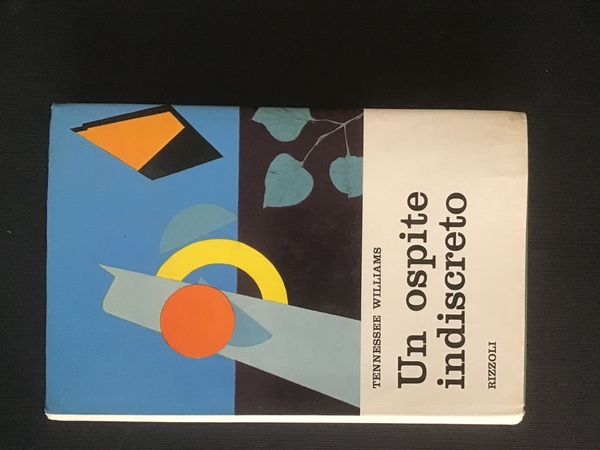 TENNESSEE WILLIAMS
Un ospite
indiscreto
RIZZOLI